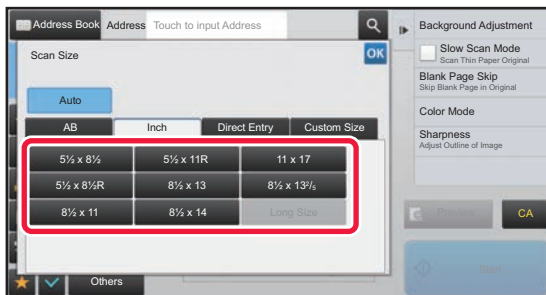 Address Book Address Touch to input Address
Scan Size
OK
Auto
AB Inch Direct Entry Custom Size
5½ x 8½ 5½ x 11R 11 x 17
5½ x 8½R 8½ x 13 8½ x 13²/₅
8½ x 11 8½ x 14 Long Size
Others
Background Adjustment
Slow Scan Mode
Scan Thin Paper Original
Blank Page Skip
Skip Blank Page in Original
Color Mode
Sharpness
Adjust Outline of Image
Preview CA
Start